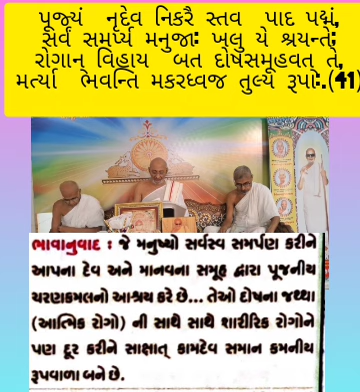 પૂજ્યં નૃદેવ નિકરૈ સ્તવ પાદ પદ્મં,
સર્વં સમર્પ્ય મનુજાઃ ખલુ યે શ્રયન્તે;
રોગાન્ વિહાય બત દોષસમૂહવત્ તે,
મર્ત્યા ભવન્તિ મકરધ્વજ તુલ્ય રૂપાઃ.(41)
ભાવાનુવાદ : જે મનુષ્યો સર્વસ્વ સમર્પણ કરીને
આપના દેવ અને માનવના સમૂહ દ્વારા પૂજનીય
ચરણકમલનો આશ્રય કરે છે... તેઓ દોષના જથ્થા
(આત્મિક રોગો) ની સાથે સાથે શારીરિક રોગોને
પણ દૂર કરીને સાક્ષાત્ કામદેવ સમાન કમનીય
રૂપવાળા બને છે.